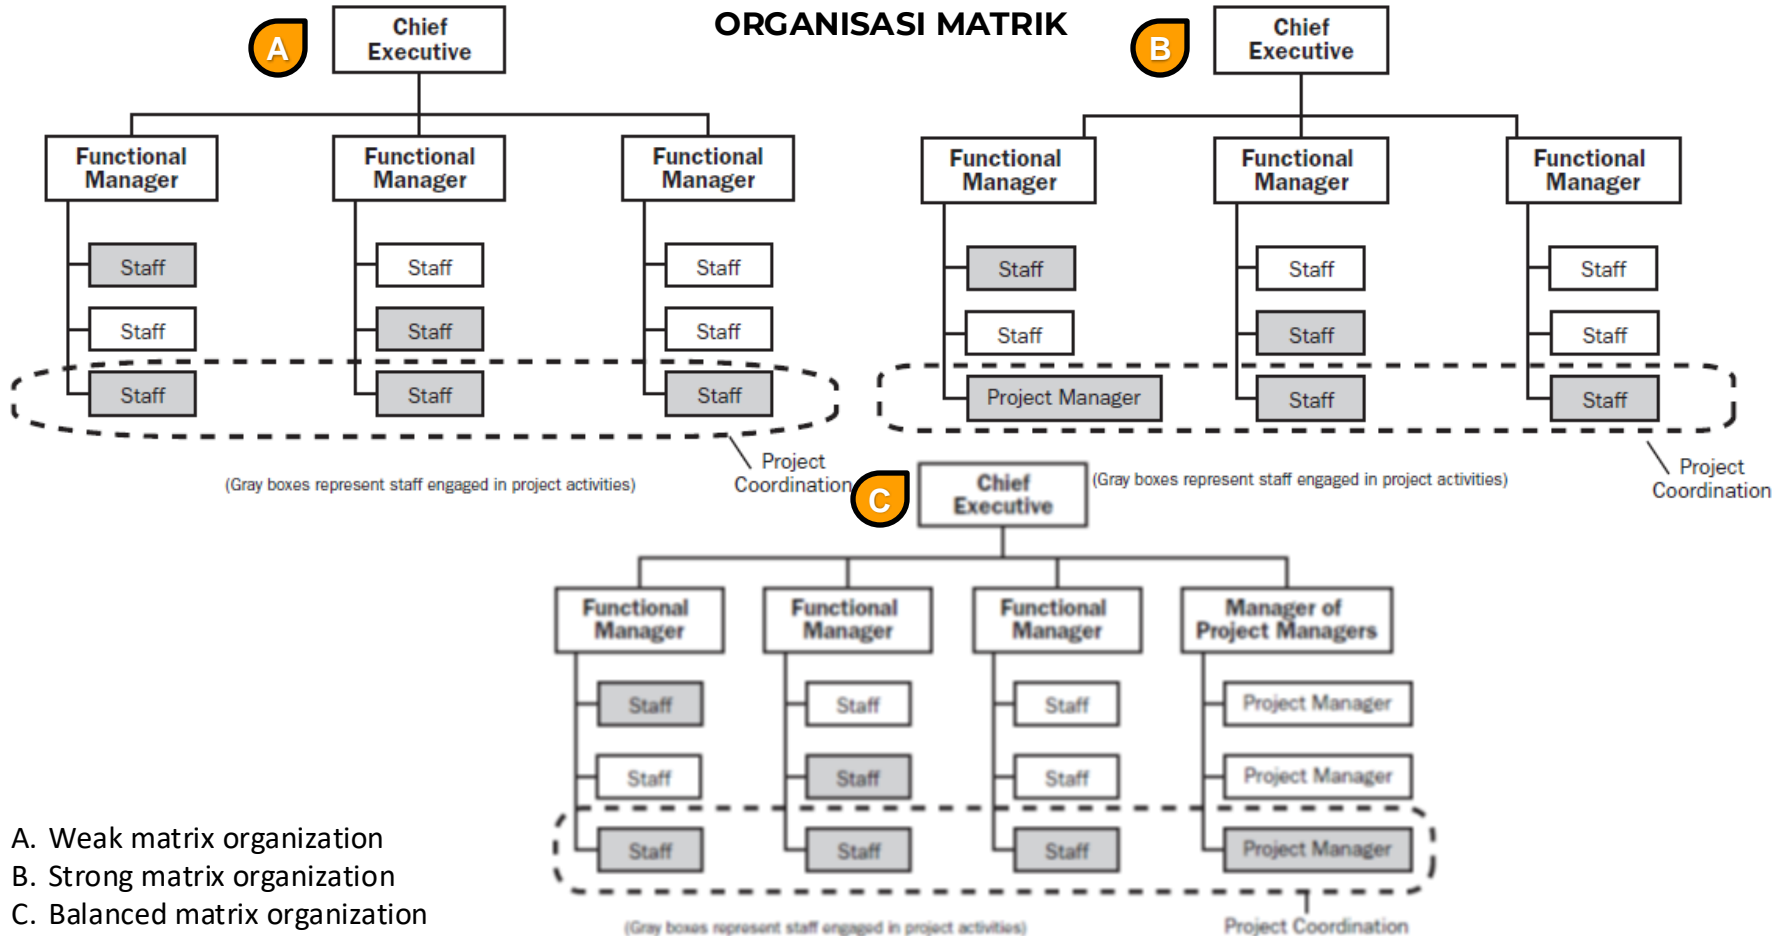 ORGANISASI MATRIK
A
Chief
Executive
Functional
Manager
Functional
Manager
Functional
Manager
Staff
Staff
Staff
Staff
Staff
Staff
Staff
Staff
Staff
Project
Coordination
(Gray boxes represent staff engaged in project activities)
B
Chief
Executive
Functional
Manager
Functional
Manager
Functional
Manager
Staff
Staff
Staff
Staff
Staff
Staff
Project Manager
Staff
Staff
Project
Coordination
(Gray boxes represent staff engaged in project activities)
C
Chief
Executive
Functional
Manager
Functional
Manager
Functional
Manager
Manager of
Project Managers
Staff
Staff
Staff
Project Manager
Staff
Staff
Staff
Project Manager
Staff
Staff
Staff
Project Manager
(Gray boxes represent staff engaged in project activities)
Project Coordination
A. Weak matrix organization
B. Strong matrix organization
C. Balanced matrix organization